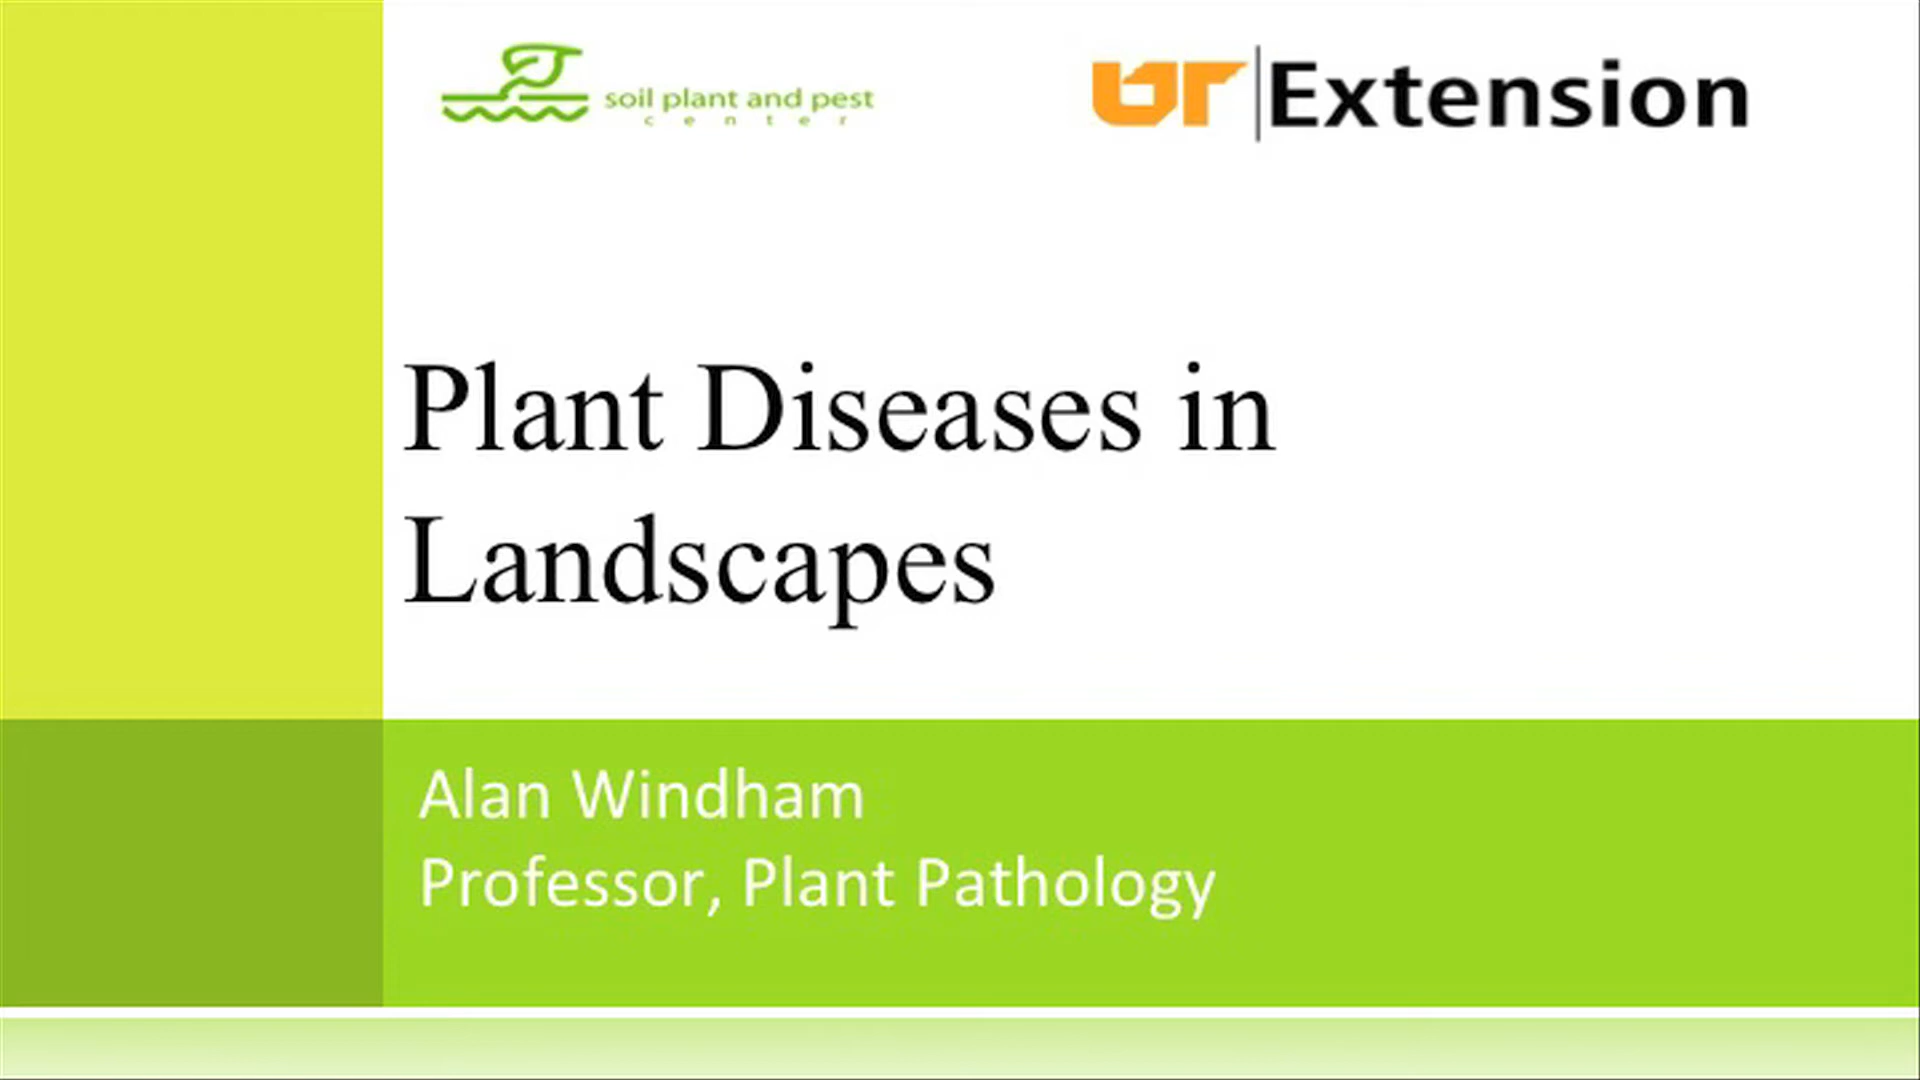 soil plant and pest
center
UT Extension
Plant Diseases in
Landscapes
Alan Windham
Professor, Plant Pathology